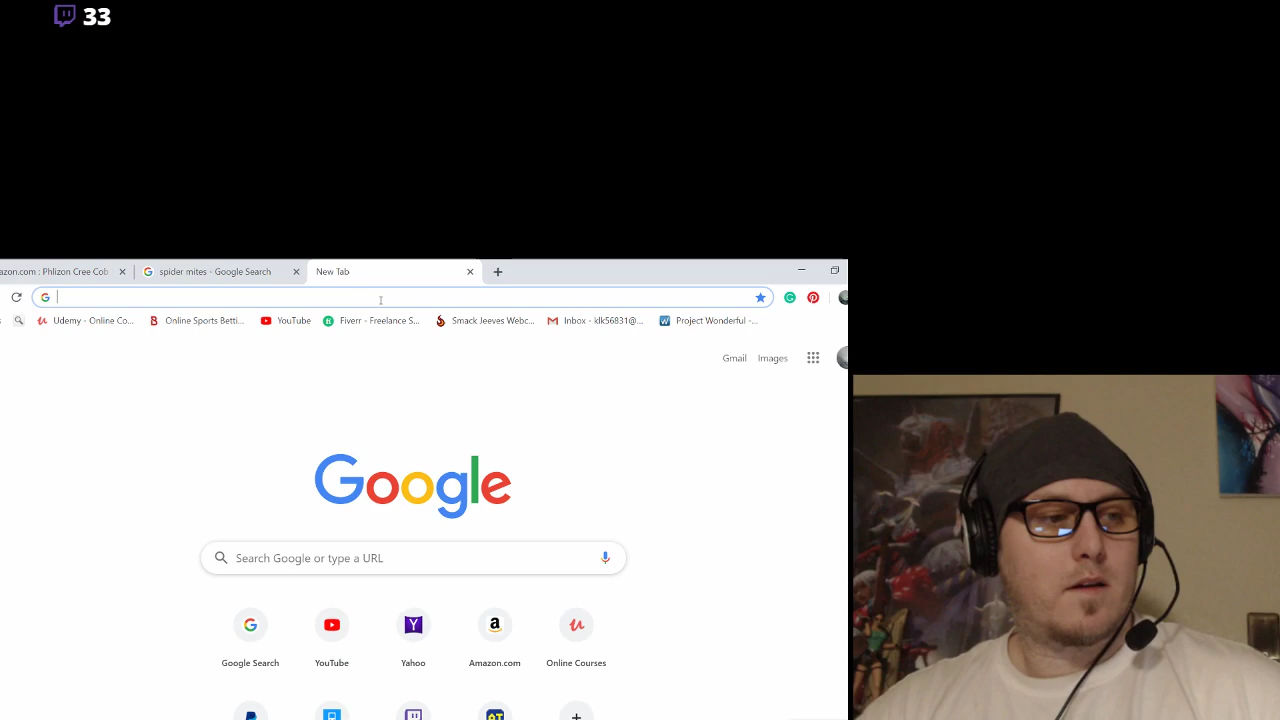 33
azon.com : Phlizon Cree Cob
spider mites - Google Search
New Tab
Udemy - Online Co...
Online Sports Betti...
YouTube
Fiverr - Freelance S...
Smack Jeeves Webc...
Inbox - klk56831@...
Project Wonderful -...
Gmail
Images
Google
Search Google or type a URL
Google Search
YouTube
Yahoo
Amazon.com
Online Courses